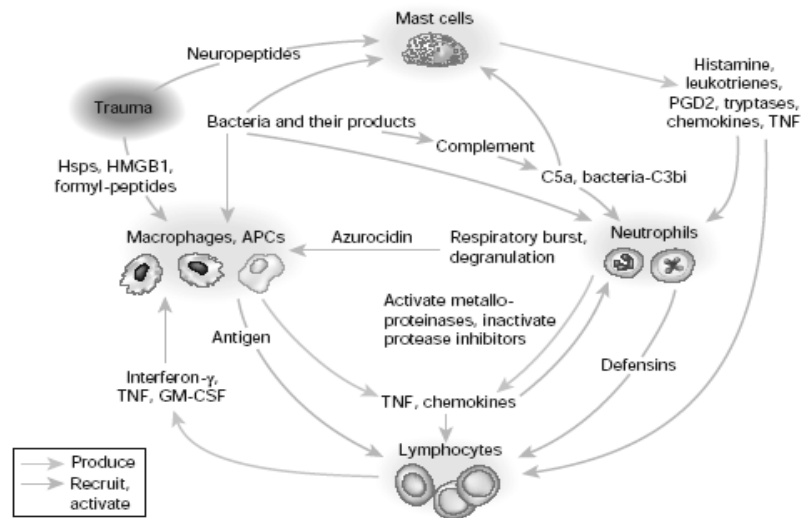 Mast cells
Neuropeptides
Histamine,
leukotrienes,
PGD2, tryptases,
chemokines, TNF
Trauma
Bacteria and their products
Complement
Hsps, HMGB1,
formyl-peptides
C5a, bacteria-C3bi
Macrophages, APCs
Azurocidin
Respiratory burst,
degranulation
Neutrophils
Activate metallo-
proteinases, inactivate
protease inhibitors
Antigen
Defensins
Interferon-γ,
TNF, GM-CSF
TNF, chemokines
Lymphocytes
Produce
Recruit,
activate